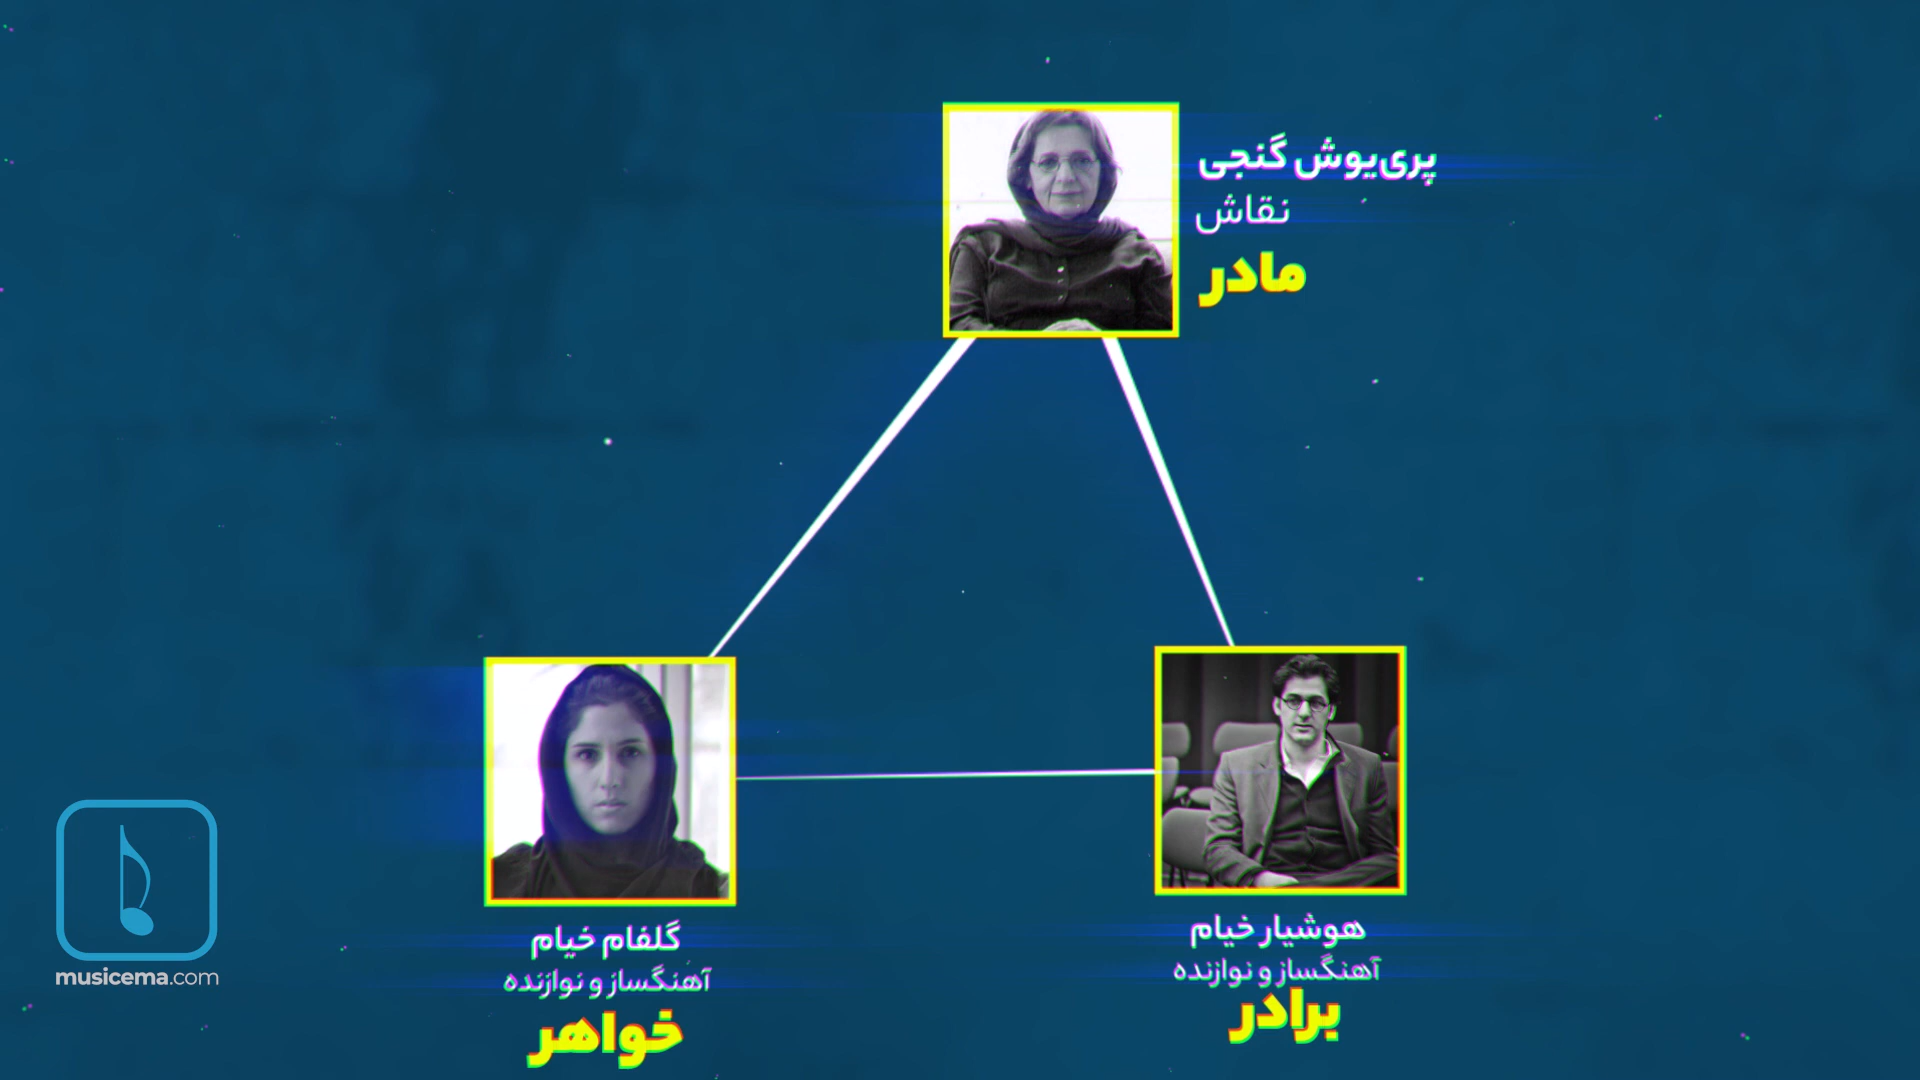 پری‌یوش گنجی
نقاش
مادر
هوشیار خیام
آهنگساز و نوازنده
برادر
گلفام خیام
آهنگساز و نوازنده
خواهر
musicema.com